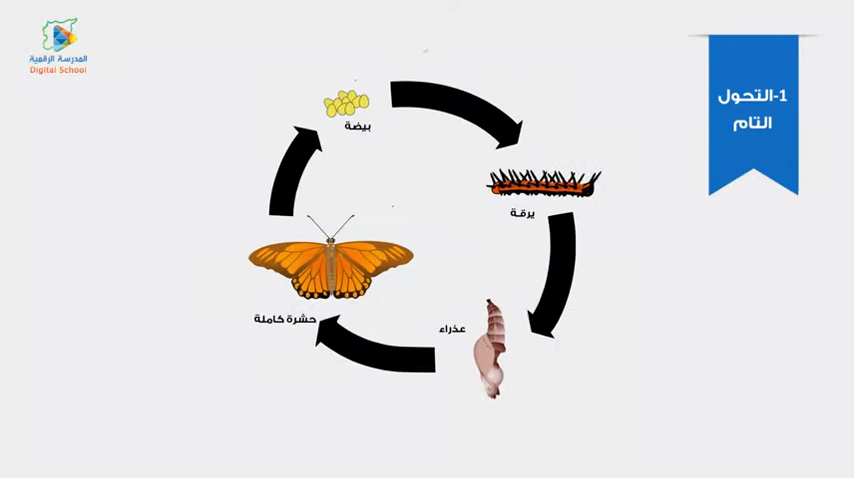 المدرسة الرقمية
Digital School
1-التحول
التام
بيضة
يرقة
عذراء
حشرة كاملة